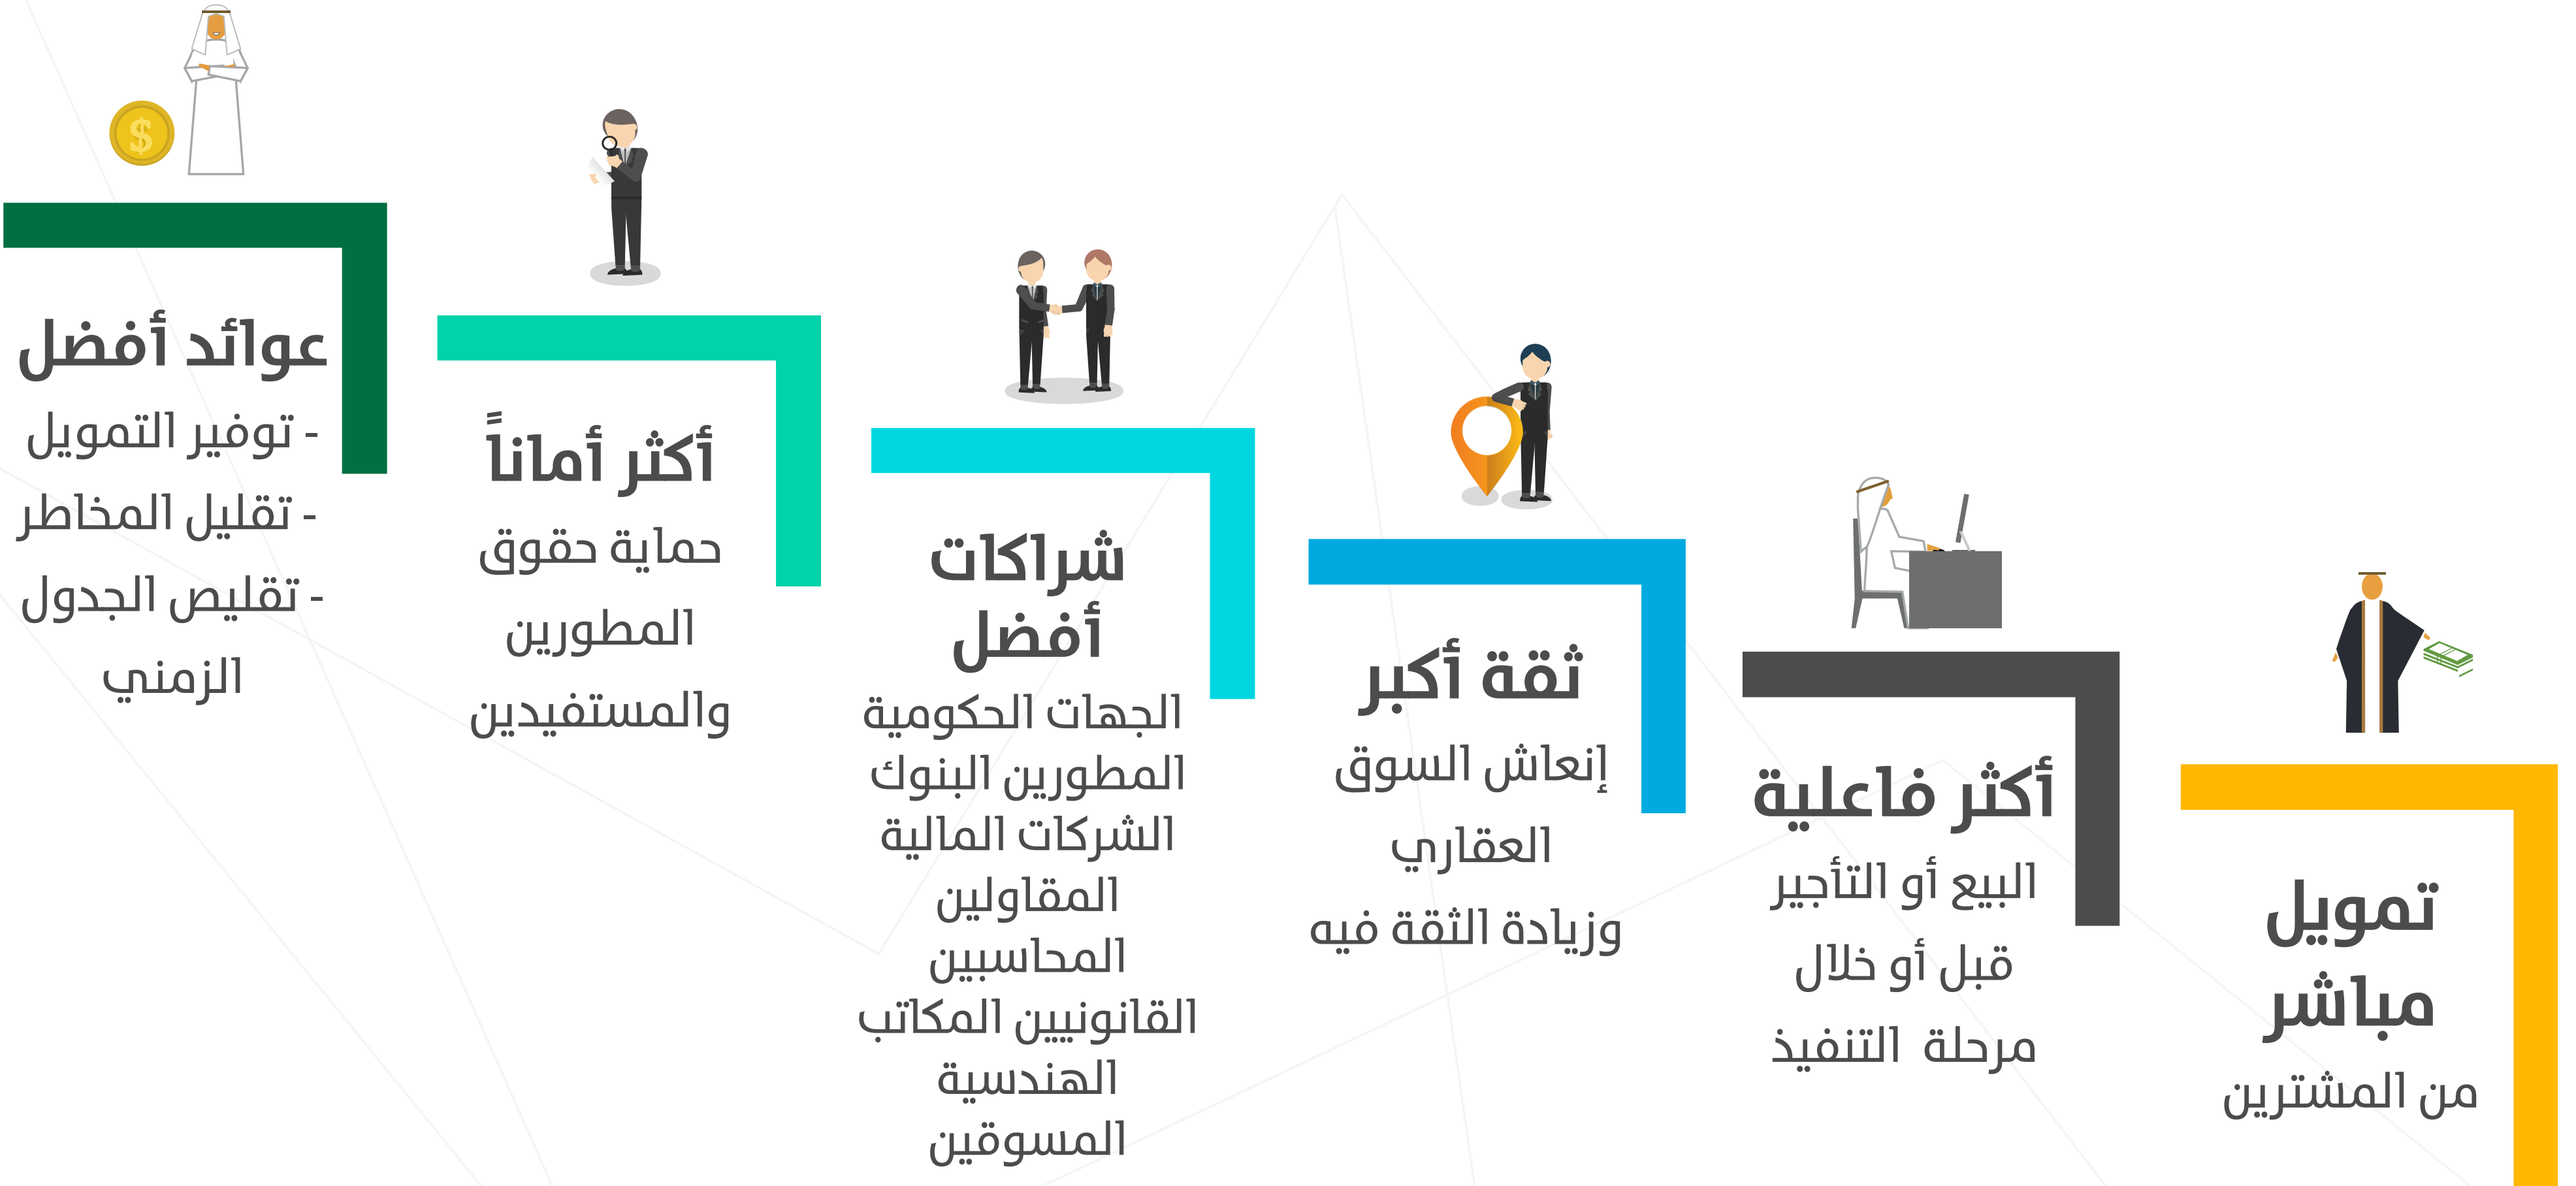 تمويل
مباشر
من المشترين
أكثر فاعلية
البيع أو التأجير
قبل أو خلال
مرحلة التنفيذ
ثقة أكبر
إنعاش السوق
العقاري
وزيادة الثقة فيه
شراكات
أفضل
الجهات الحكومية
المطورين البنوك
الشركات المالية
المقاولين
المحاسبين
القانونيين المكاتب
الهندسية
المسوقين
أكثر أماناً
حماية حقوق
المطورين
والمستفيدين
عوائد أفضل
- توفير التمويل
- تقليل المخاطر
- تقليص الجدول
الزمني
$